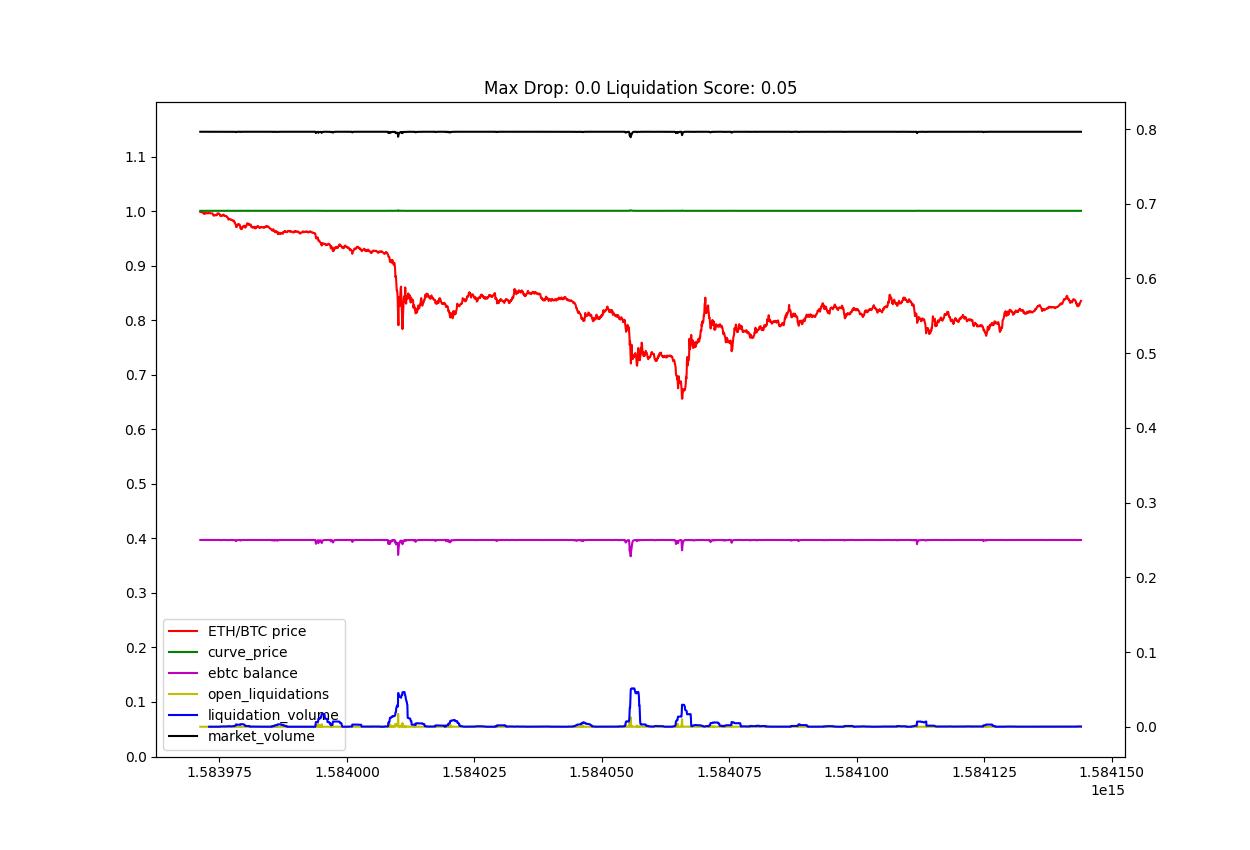 Max Drop: 0.0 Liquidation Score: 0.05
1.1
1.0
0.9
0.8
0.7
0.6
0.5
0.4
0.3
0.2
0.1
0.0
0.8
0.7
0.6
0.5
0.4
0.3
0.2
0.1
0.0
ETH/BTC price
curve_price
ebtc balance
open_liquidations
liquidation_volume
market_volume
1.583975 1.584000 1.584025 1.584050 1.584075 1.584100 1.584125 1.584150
1e15